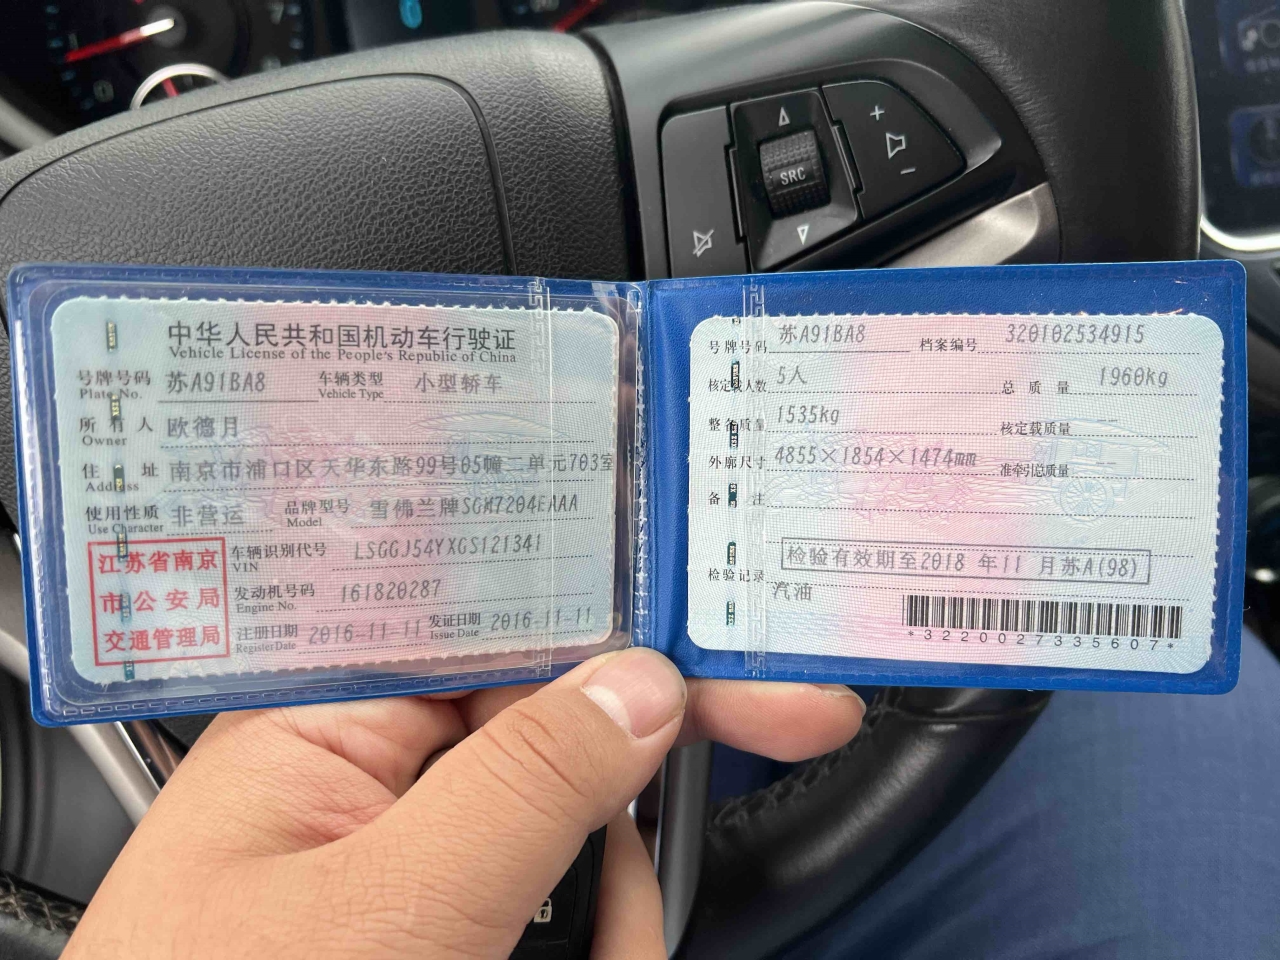 SRC
中华人民共和国机动车行驶证
Vehicle License of the People's Republic of China
号牌号码 苏A91BA8 车辆类型 小型轿车
Plate No. Vehicle Type
所有人 欧德月
Owner
住址 南京市浦口区天华东路99号05幢二单元703室
Address
使用性质 非营运 品牌型号 雪佛兰牌SGM7204EAAA
Use Character Model
江苏省南京
市公安局
交通管理局
车辆识别代号 LSGGJ54YXGS121341
VIN
发动机号码 161820287
Engine No.
注册日期 2016-11-11 发证日期 2016-11-11
Register Date Issue Date
号牌号码 苏A91BA8 档案编号 320102534915
核定载人数 5人 总质量 1960kg
整备质量 1535kg 核定载质量 --
外廓尺寸 4855×1854×1474mm 准牵引总质量 --
备注
检验有效期至2018 年11 月苏A(98)
检验记录 汽油
*3220027335607*